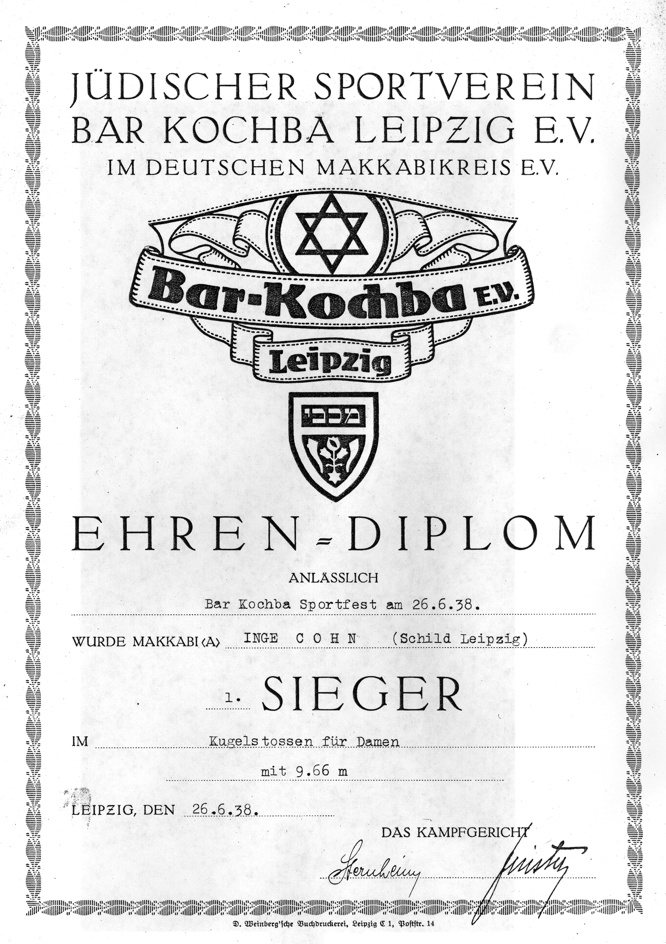 JÜDISCHER SPORTVEREIN
BAR KOCHBA LEIPZIG E.V.
IM DEUTSCHEN MAKKABIKREIS E.V.
Bar-Kochba E.V.
Leipzig
מכבי
EHREN=DIPLOM
ANLÄSSLICH
Bar Kochba Sportfest am 26.6.38.
WURDE MAKKABI(A) INGE C O H N (Schild Leipzig)
1. SIEGER
IM Kugelstossen für Damen
mit 9.66 m
LEIPZIG, DEN 26.6.38.
DAS KAMPFGERICHT
Sternheim
D. Weinberg'sche Buchdruckerei, Leipzig C 1, Poststr. 14